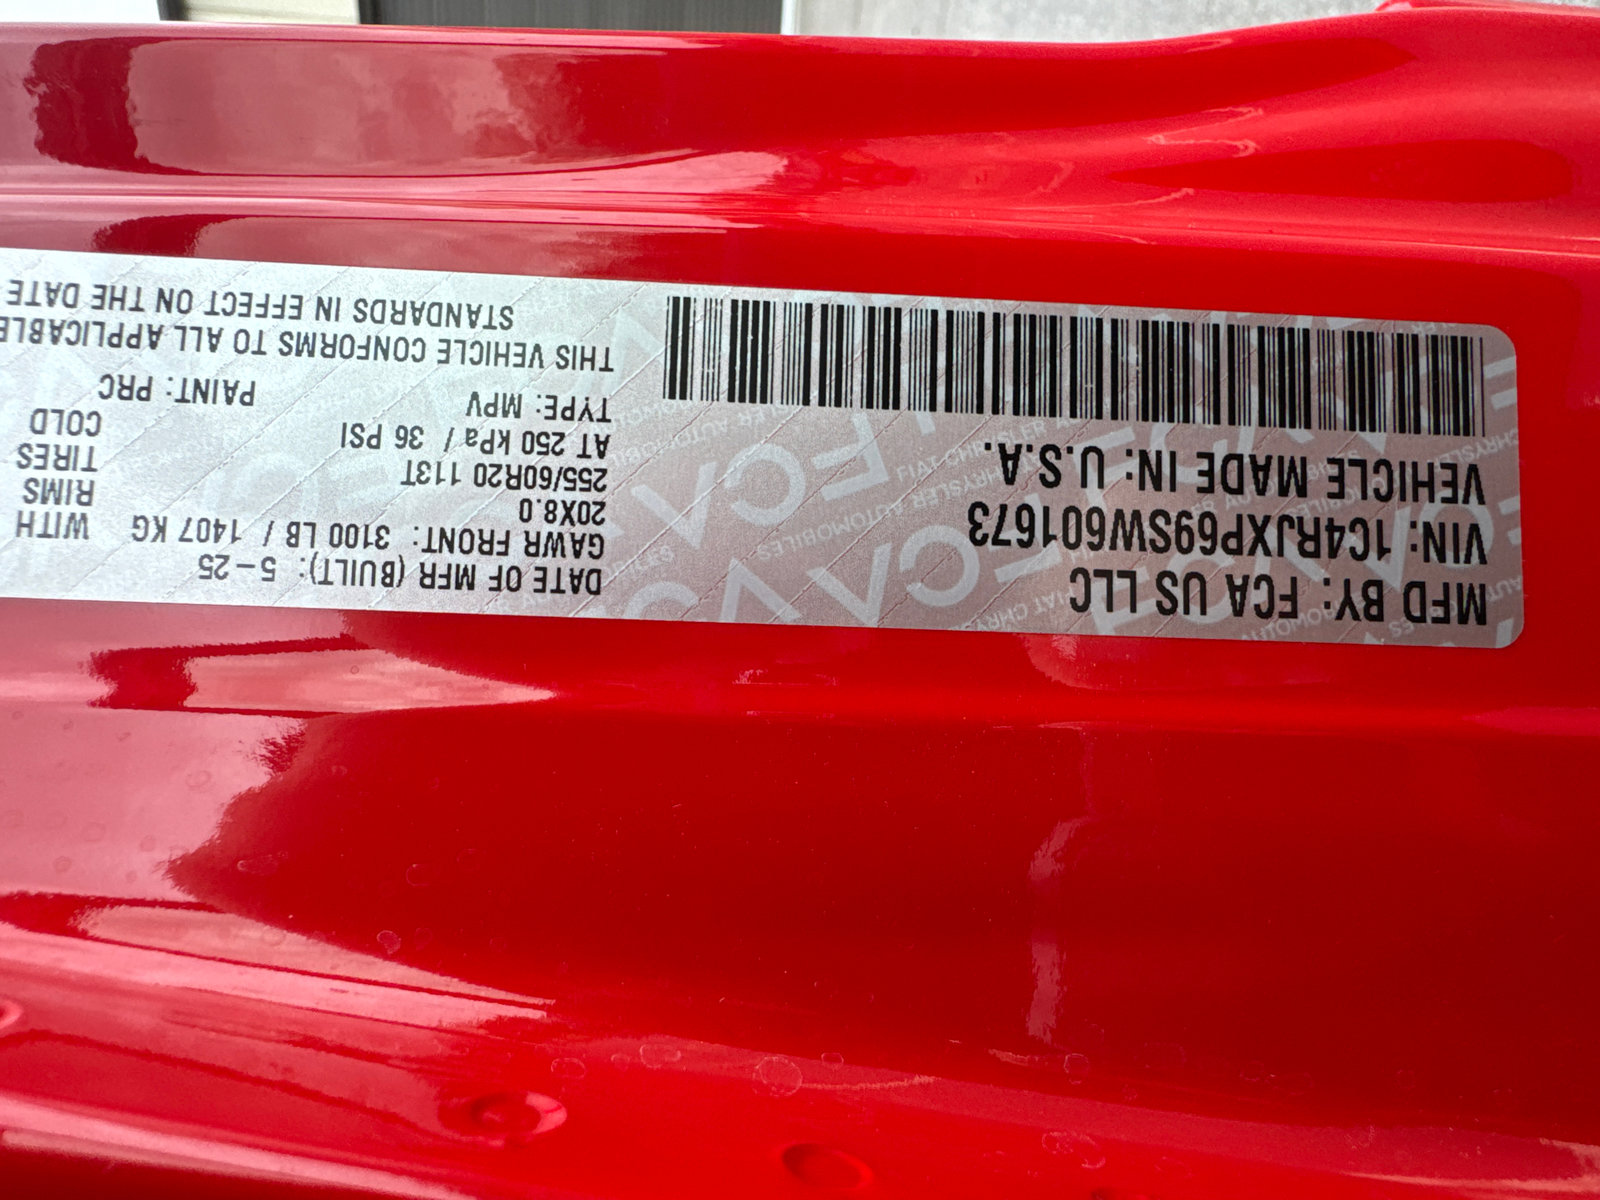 MFD BY: FCA US LLC
VIN: 1C4RJXP69SW601673
VEHICLE MADE IN: U.S.A.
DATE OF MFR (BUILT): 5-25
GAWR FRONT: 3100 LB / 1407 KG WITH
20X8.0 RIMS
255/60R20 113T TIRES
AT 250 kPa / 36 PSI COLD
TYPE: MPV PAINT: PRC
THIS VEHICLE CONFORMS TO ALL APPLICABLE
STANDARDS IN EFFECT ON THE DATE